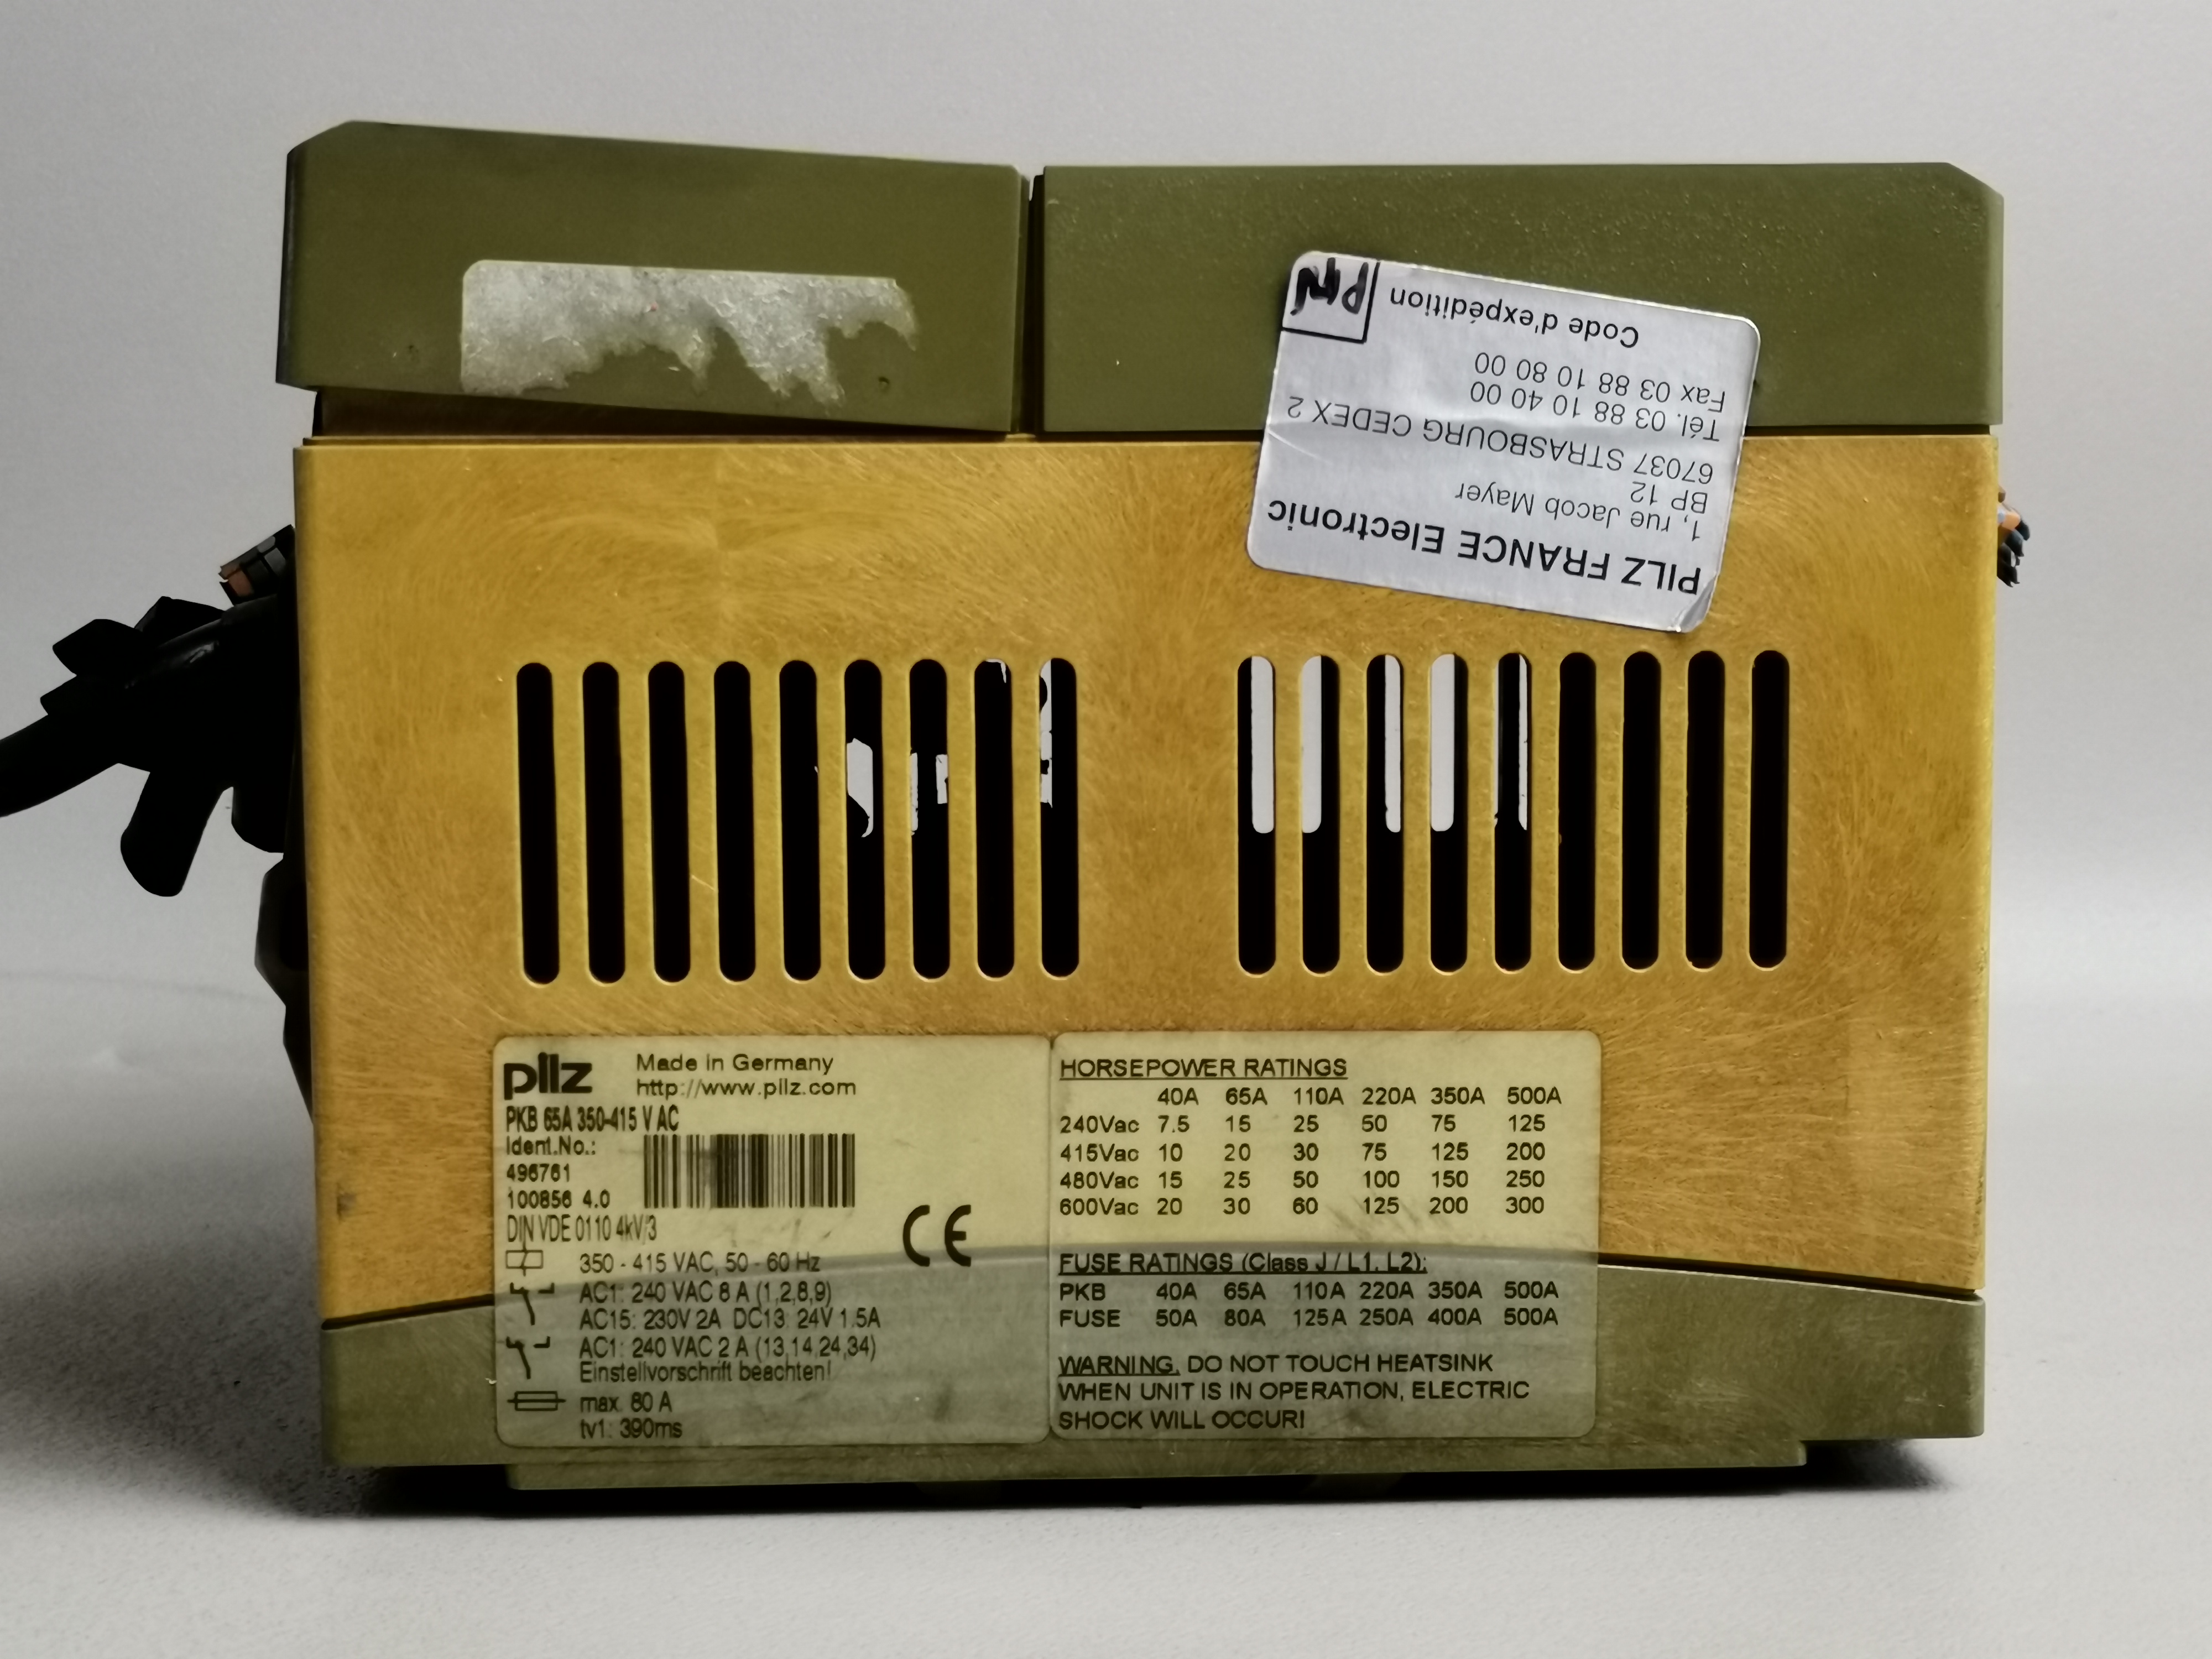 PILZ FRANCE Electronic
1, rue Jacob Mayer
BP 12
67037 STRASBOURG CEDEX 2
Tél. 03 88 10 40 00
Fax 03 88 10 80 00
Code d'expédition
pilz
Made in Germany
http://www.pilz.com
PKB 65A 350-415 V AC
Ident.No.:
496761
100856 4.0
DIN VDE 0110 4kV/3
CE
350 - 415 VAC, 50 - 60 Hz
AC1: 240 VAC 8 A (1,2,8,9)
AC15: 230V 2A DC13: 24V 1.5A
AC1: 240 VAC 2 A (13,14,24,34)
Einstellvorschrift beachten!
max. 80 A
tv1: 390ms
HORSEPOWER RATINGS
40A 65A 110A 220A 350A 500A
240Vac 7.5 15 25 50 75 125
415Vac 10 20 30 75 125 200
480Vac 15 25 50 100 150 250
600Vac 20 30 60 125 200 300
FUSE RATINGS (Class J / L1, L2):
PKB 40A 65A 110A 220A 350A 500A
FUSE 50A 80A 125A 250A 400A 500A
WARNING. DO NOT TOUCH HEATSINK
WHEN UNIT IS IN OPERATION, ELECTRIC
SHOCK WILL OCCUR!